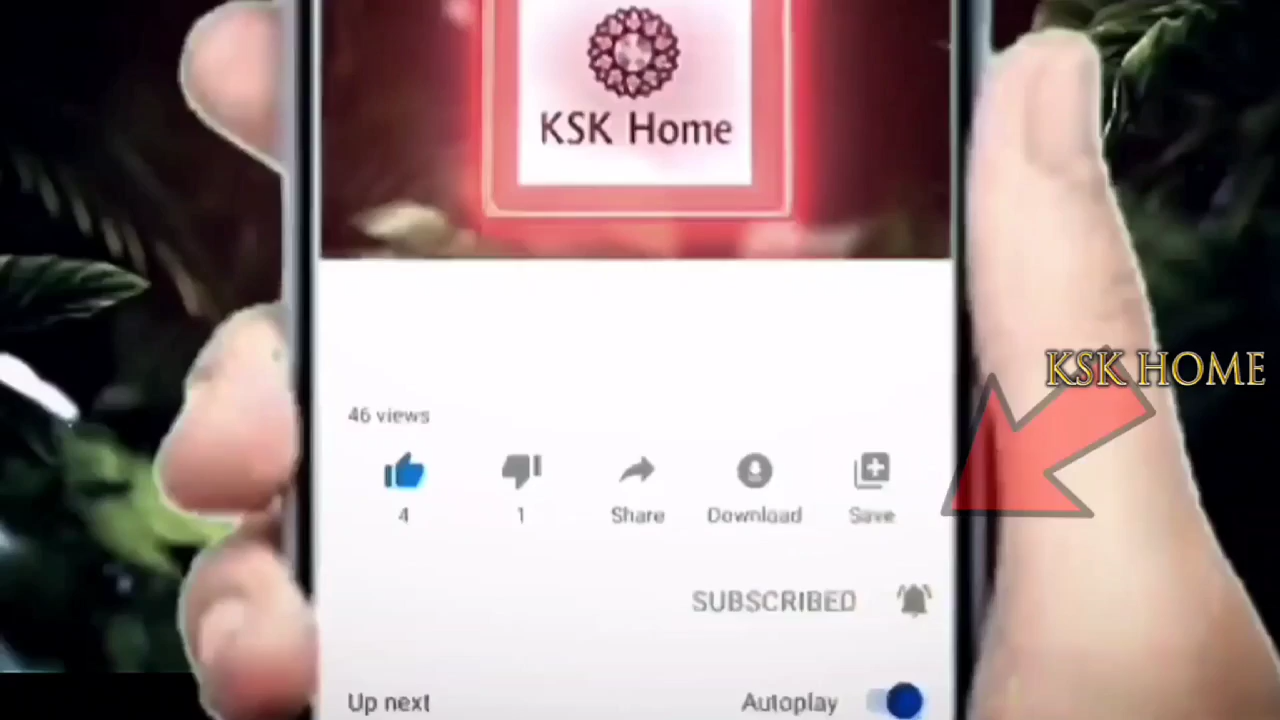 KSK Home
KSK HOME
46 views
4
1
Share
Download
Save
SUBSCRIBED
Up next
Autoplay